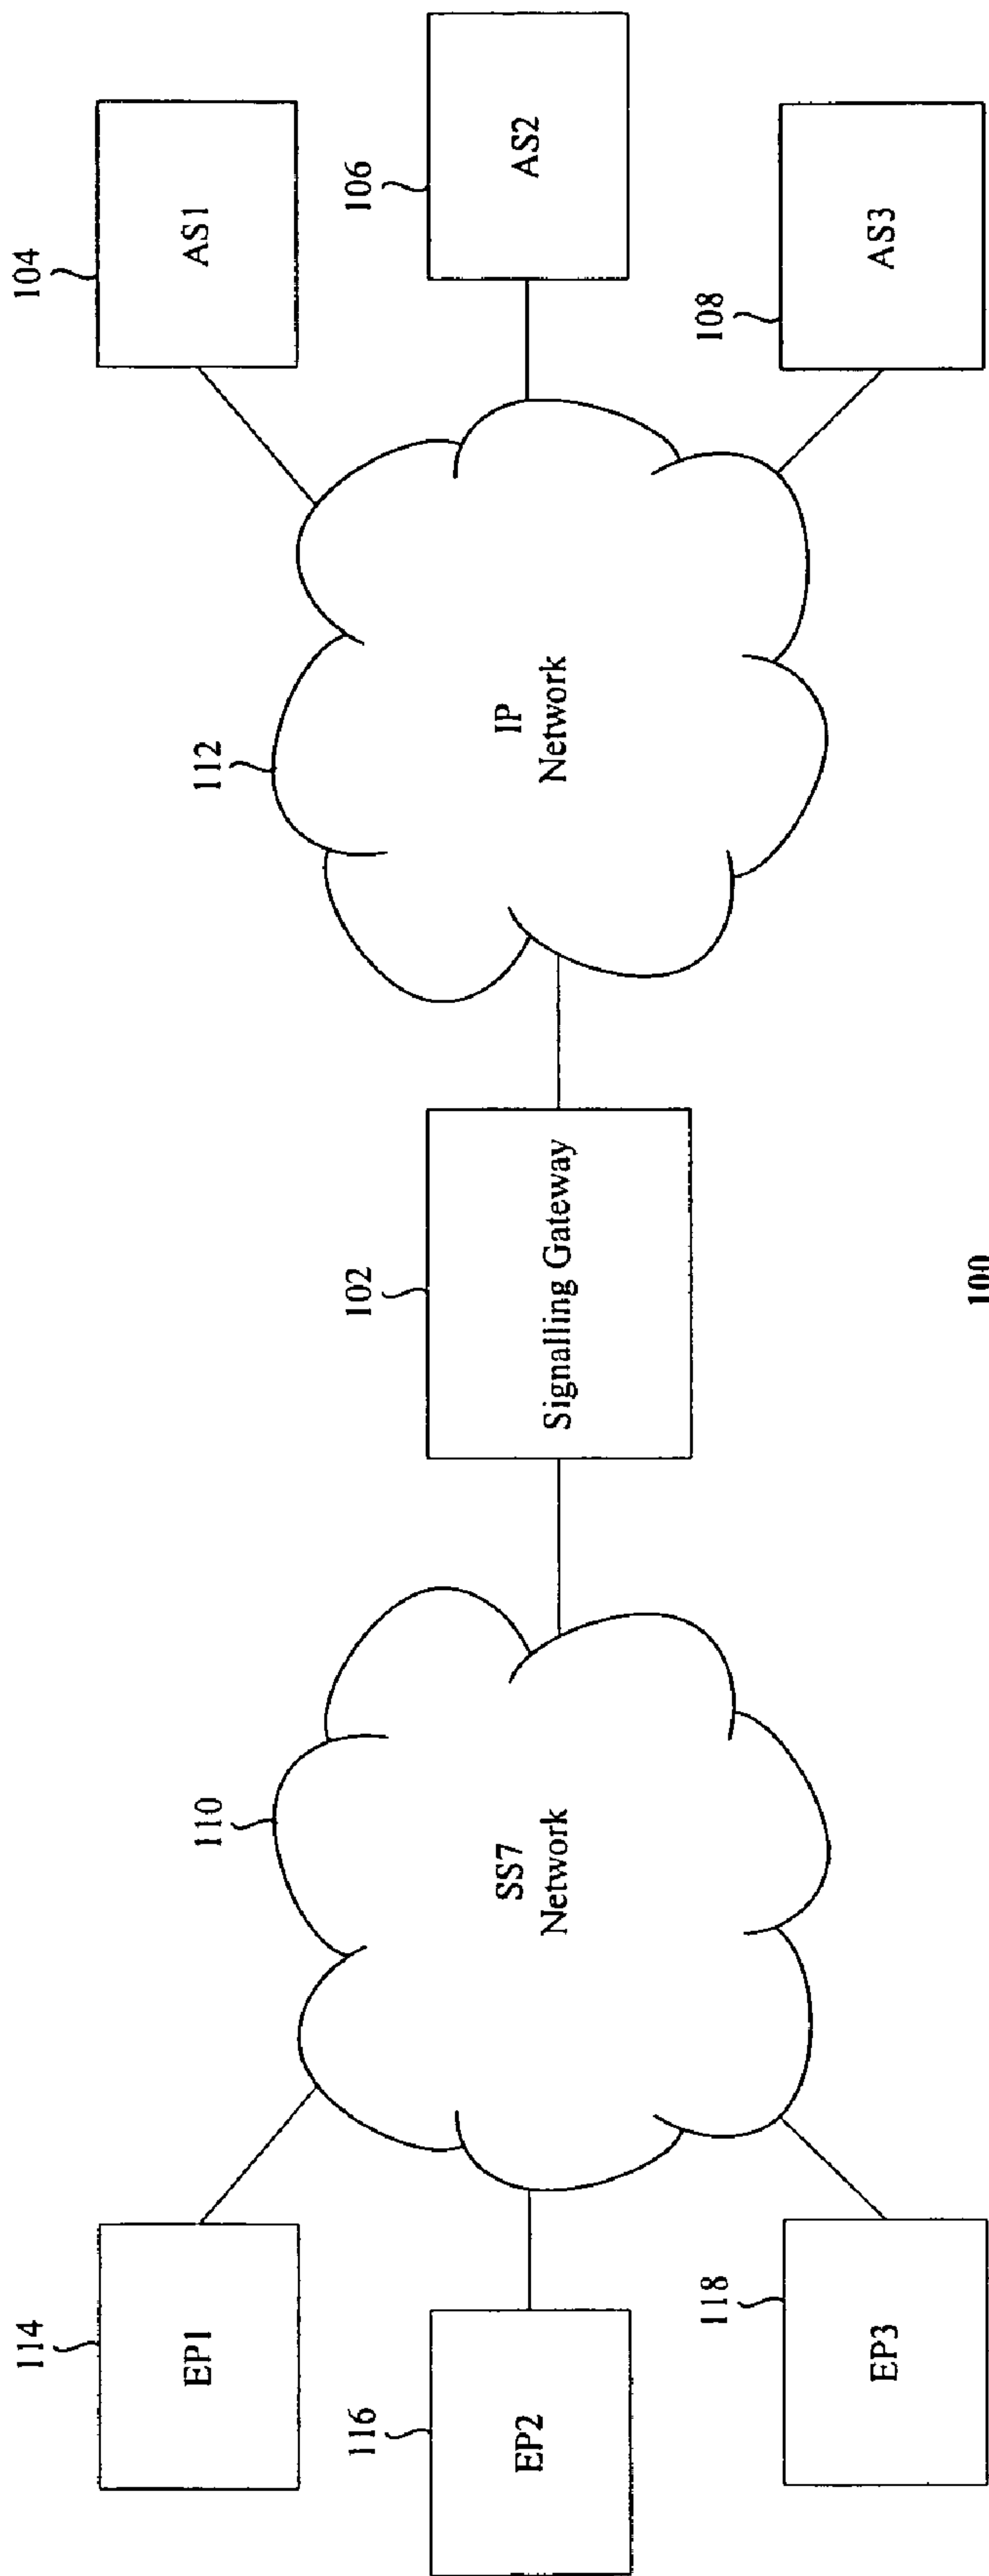 114
EP1
116
EP2
118
EP3
110
SS7
Network
102
Signalling Gateway
112
IP
Network
104
AS1
106
AS2
108
AS3
100